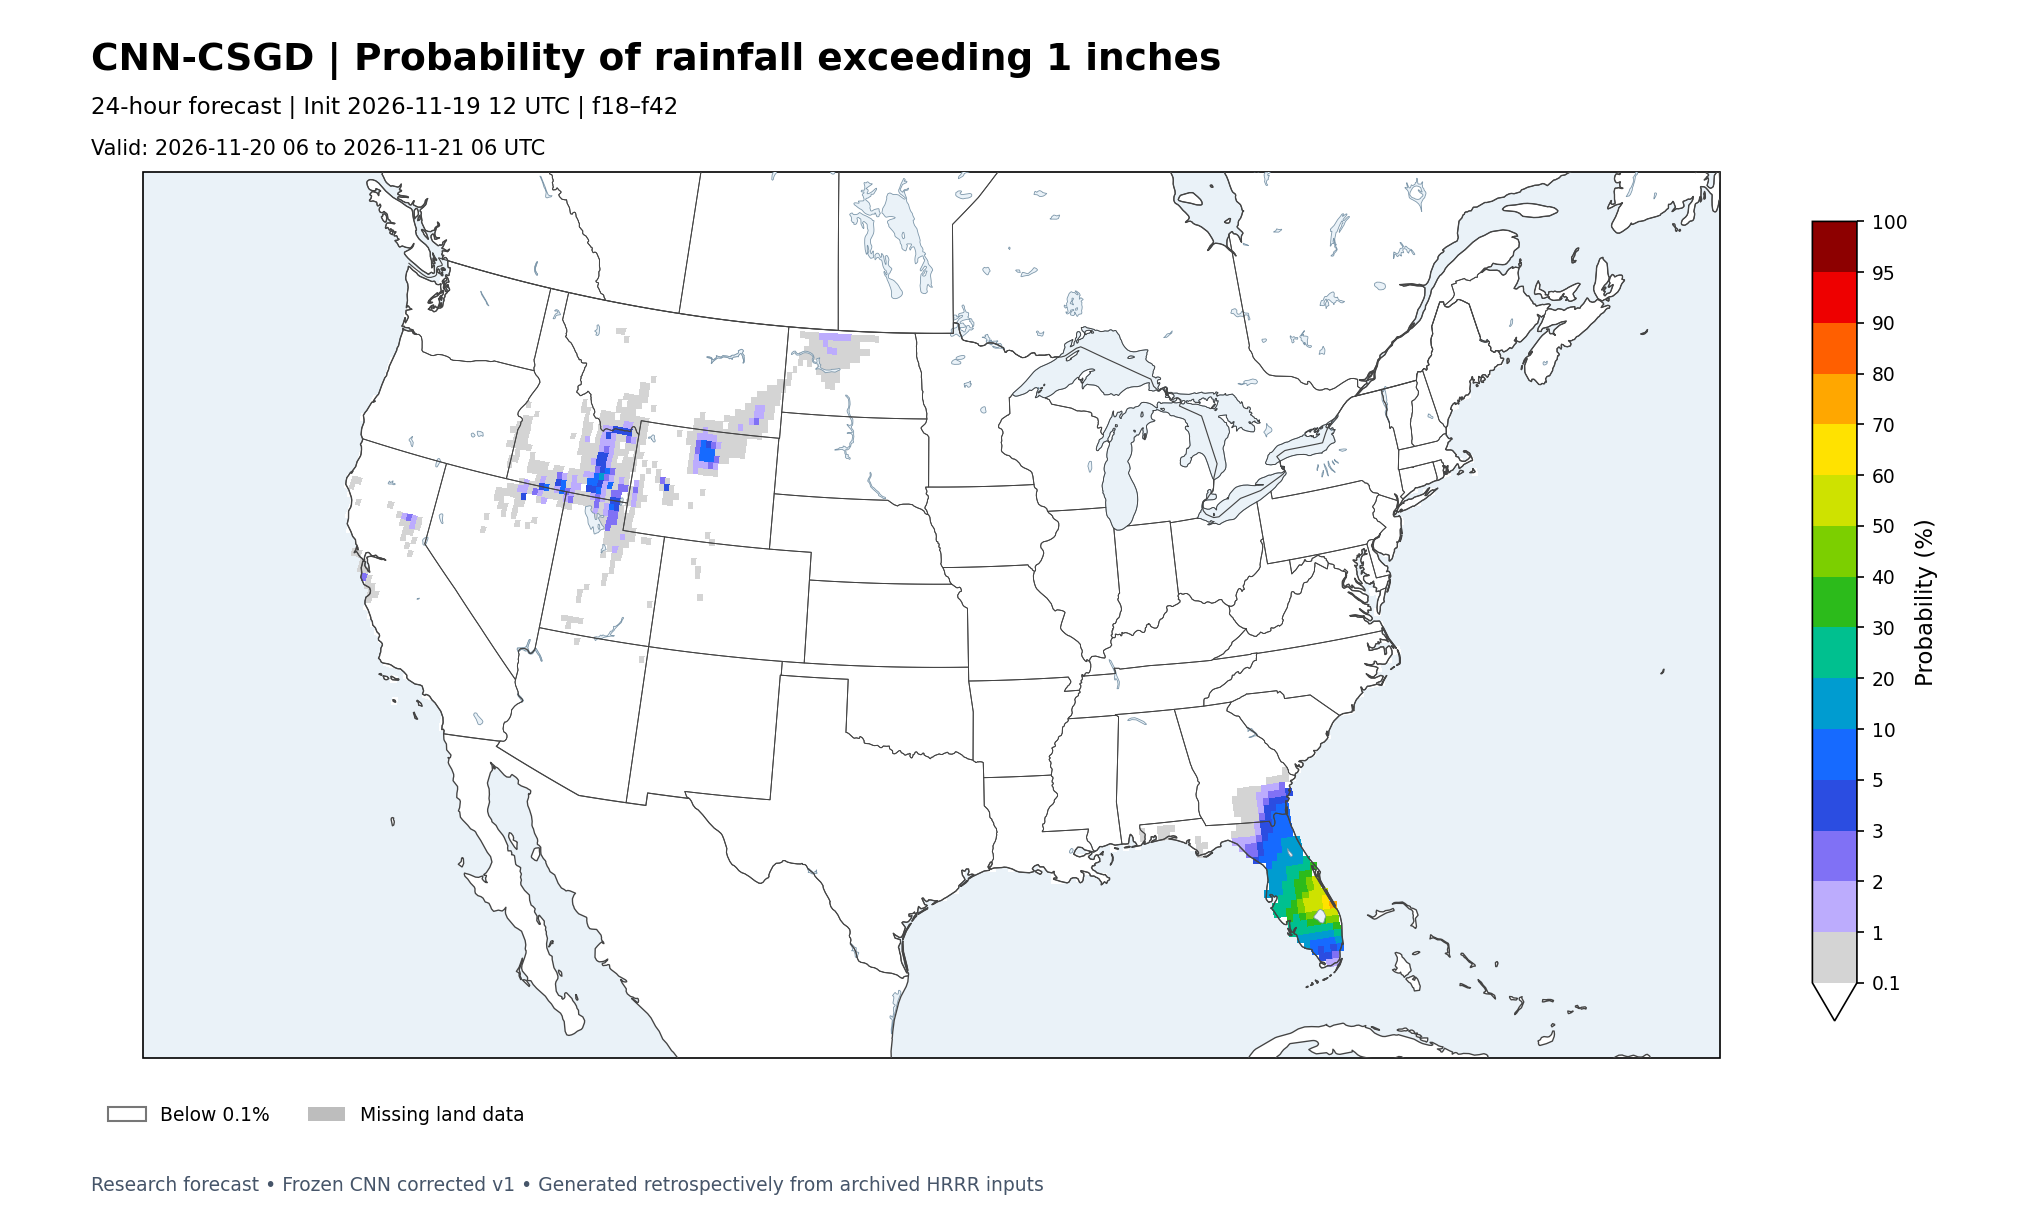 CNN-CSGD | Probability of rainfall exceeding 1 inches
24-hour forecast | Init 2026-11-19 12 UTC | f18–f42
Valid: 2026-11-20 06 to 2026-11-21 06 UTC
100
95
90
80
70
60
50
40
30
20
10
5
3
2
1
0.1
Probability (%)
Below 0.1%
Missing land data
Research forecast • Frozen CNN corrected v1 • Generated retrospectively from archived HRRR inputs